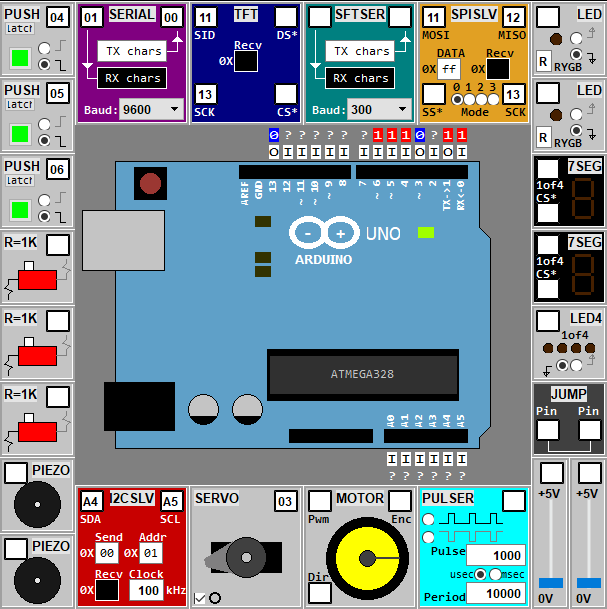 PUSH 04
Latch
PUSH 05
Latch
PUSH 06
Latch
R=1K
R=1K
R=1K
PIEZO
PIEZO
01 SERIAL 00
TX chars
RX chars
Baud: 9600
11 TFT
SID DS*
Recv
0X
13
SCK CS*
SFTSER
TX chars
RX chars
Baud: 300
11 SPISLV 12
MOSI MISO
DATA Recv
0X ff 0X
0 1 2 3 13
SS* Mode SCK
LED
R RYGB
LED
R RYGB
7SEG
1of4
CS*
7SEG
1of4
CS*
LED4
1of4
JUMP
Pin Pin
+5V +5V
0V 0V
0 ? ? ? ? ? ? 1 1 1 0 ? 1 1
O I I I I I I I I I O I I I
AREF
GND
13
12
~ 11
~ 10
~ 9
8
7
~ 6
~ 5
4
~ 3
2
TX->1
RX<-0
- +
UNO
ARDUINO
ATMEGA328
A0
A1
A2
A3
A4
A5
I I I I I I
? ? ? ? ? ?
A4 I2CSLV A5
SDA SCL
Send Addr
0X 00 0X 01
Recv Clock
0X 100 kHz
SERVO 03
MOTOR
Pwm Enc
Dir
PULSER
Pulse 1000
usec msec
Period 10000